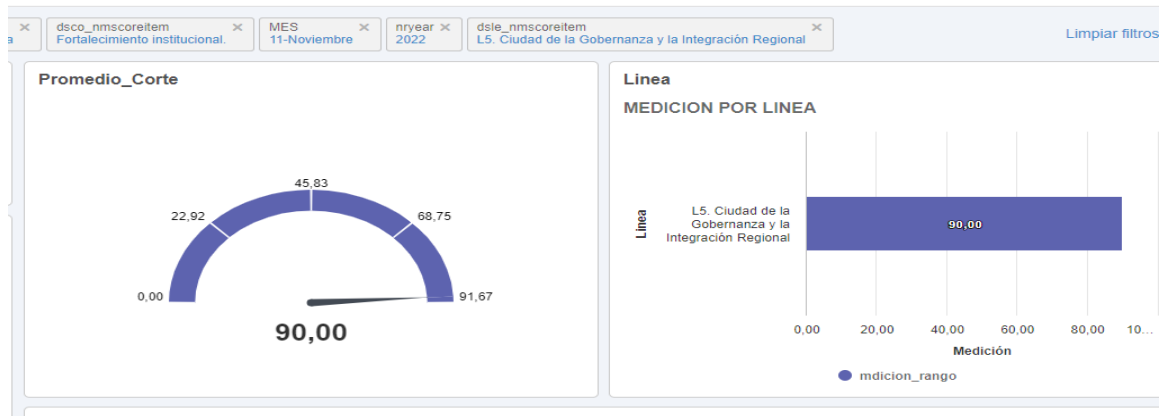 a
dsco_nmscoreitem
Fortalecimiento institucional.
MES
11-Noviembre
nryear
2022
dsle_nmscoreitem
L5. Ciudad de la Gobernanza y la Integración Regional
Limpiar filtros
Promedio_Corte
45,83
22,92
68,75
0,00
91,67
90,00
Linea
MEDICION POR LINEA
Linea
L5. Ciudad de la
Gobernanza y la
Integración Regional
90,00
0,00 20,00 40,00 60,00 80,00 10...
Medición
mdicion_rango